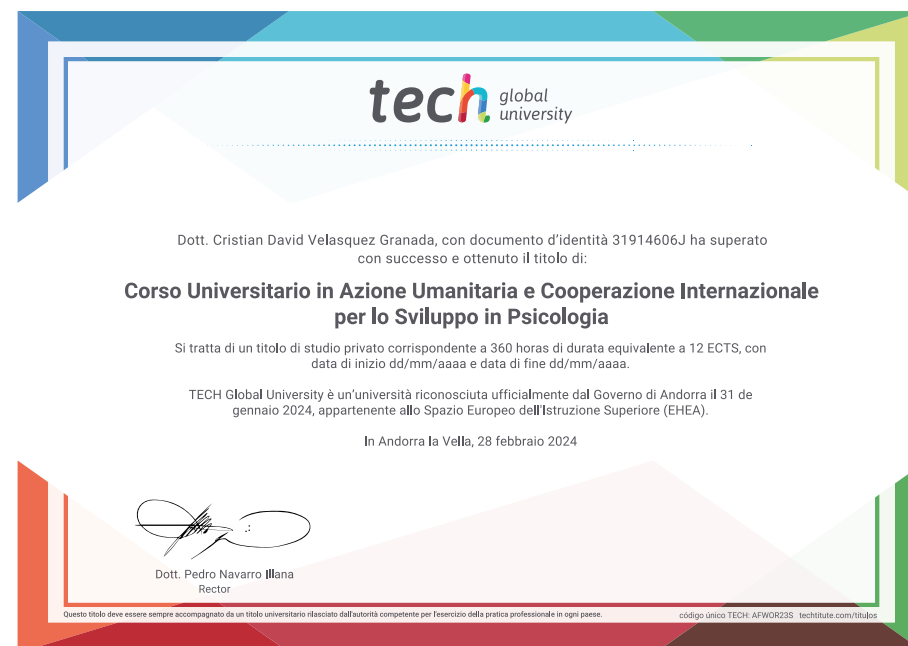 tech global university
Dott. Cristian David Velasquez Granada, con documento d'identità 31914606J ha superato
con successo e ottenuto il titolo di:
Corso Universitario in Azione Umanitaria e Cooperazione Internazionale
per lo Sviluppo in Psicologia
Si tratta di un titolo di studio privato corrispondente a 360 horas di durata equivalente a 12 ECTS, con
data di inizio dd/mm/aaaa e data di fine dd/mm/aaaa.
TECH Global University è un'università riconosciuta ufficialmente dal Governo di Andorra il 31 de
gennaio 2024, appartenente allo Spazio Europeo dell'Istruzione Superiore (EHEA).
In Andorra la Vella, 28 febbraio 2024
Dott. Pedro Navarro Illana
Rector
Questo titolo deve essere sempre accompagnato da un titolo universitario rilasciato dall'autorità competente per l'esercizio della pratica professionale in ogni paese.
código único TECH: AFWOR23S techtitute.com/titulos